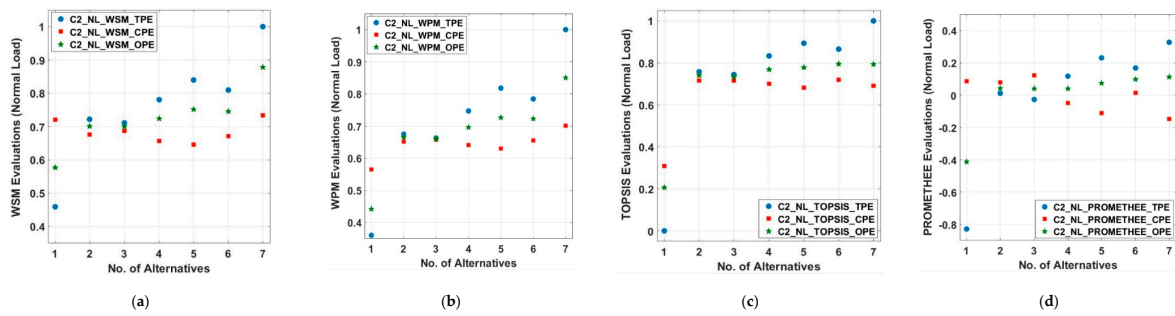 C2_NL_WSM_TPE
C2_NL_WSM_CPE
C2_NL_WSM_OPE
1
0.9
0.8
0.7
0.6
0.5
0.4
WSM Evaluations (Normal Load)
1 2 3 4 5 6 7
No. of Alternatives
(a)
C2_NL_WPM_TPE
C2_NL_WPM_CPE
C2_NL_WPM_OPE
1
0.9
0.8
0.7
0.6
0.5
0.4
WPM Evaluations (Normal Load)
1 2 3 4 5 6 7
No. of Alternatives
(b)
1
0.8
0.6
0.4
0.2
0
TOPSIS Evaluations (Normal Load)
C2_NL_TOPSIS_TPE
C2_NL_TOPSIS_CPE
C2_NL_TOPSIS_OPE
1 2 3 4 5 6 7
No. of Alternatives
(c)
0.4
0.2
0
-0.2
-0.4
-0.6
-0.8
PROMETHEE Evaluations (Normal Load)
C2_NL_PROMETHEE_TPE
C2_NL_PROMETHEE_CPE
C2_NL_PROMETHEE_OPE
1 2 3 4 5 6 7
No. of Alternatives
(d)